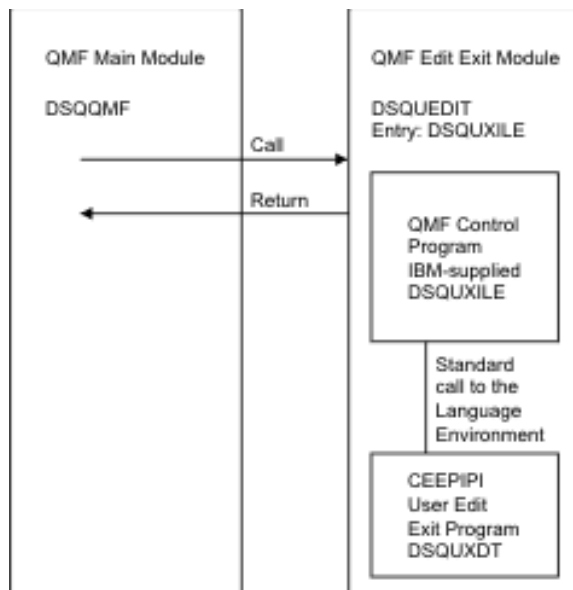 QMF Main Module
DSQQMF
Call
Return
QMF Edit Exit Module
DSQUEDIT
Entry: DSQUXILE
QMF Control
Program
IBM-supplied
DSQUXILE
Standard
call to the
Language
Environment
CEEPIPI
User Edit
Exit Program
DSQUXDT